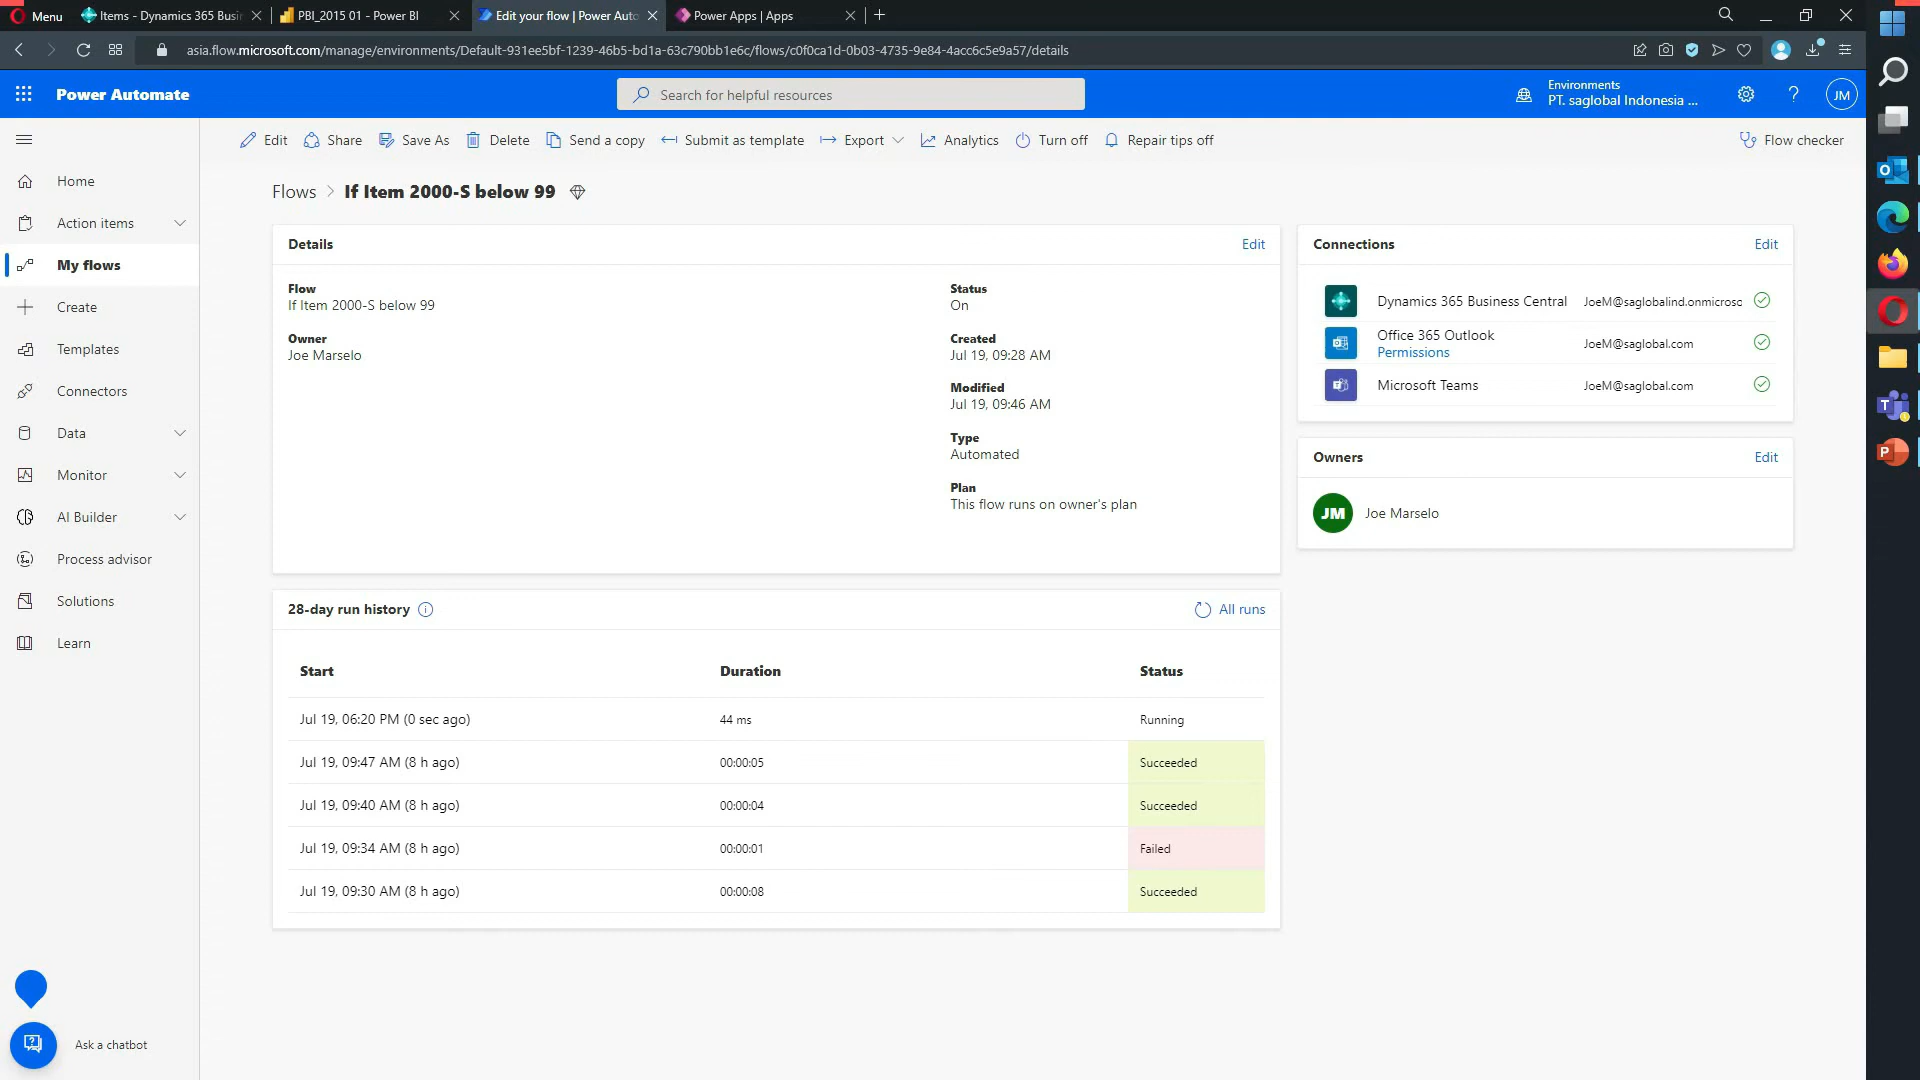 Menu
Items - Dynamics 365 Busi
PBI_2015 01 - Power BI
Edit your flow | Power Auto
Power Apps | Apps
asia.flow.microsoft.com/manage/environments/Default-931ee5bf-1239-46b5-bd1a-63c790bb1e6c/flows/c0f0ca1d-0b03-4735-9e84-4acc6c5e9a57/details
Power Automate
Search for helpful resources
Environments
PT. saglobal Indonesia ...
JM
Edit
Share
Save As
Delete
Send a copy
Submit as template
Export
Analytics
Turn off
Repair tips off
Flow checker
Home
Action items
My flows
Create
Templates
Connectors
Data
Monitor
AI Builder
Process advisor
Solutions
Learn
Ask a chatbot
Flows > If Item 2000-S below 99
Details
Edit
Flow
If Item 2000-S below 99
Owner
Joe Marselo
Status
On
Created
Jul 19, 09:28 AM
Modified
Jul 19, 09:46 AM
Type
Automated
Plan
This flow runs on owner's plan
Connections
Edit
Dynamics 365 Business Central JoeM@saglobalind.onmicrosc
Office 365 Outlook JoeM@saglobal.com
Permissions
Microsoft Teams JoeM@saglobal.com
Owners
Edit
JM Joe Marselo
28-day run history
All runs
Start Duration Status
Jul 19, 06:20 PM (0 sec ago) 44 ms Running
Jul 19, 09:47 AM (8 h ago) 00:00:05 Succeeded
Jul 19, 09:40 AM (8 h ago) 00:00:04 Succeeded
Jul 19, 09:34 AM (8 h ago) 00:00:01 Failed
Jul 19, 09:30 AM (8 h ago) 00:00:08 Succeeded